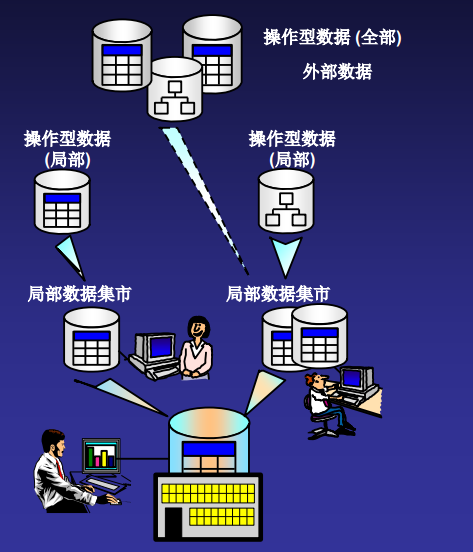 操作型数据 (全部)
外部数据
操作型数据
(局部)
操作型数据
(局部)
局部数据集市
局部数据集市